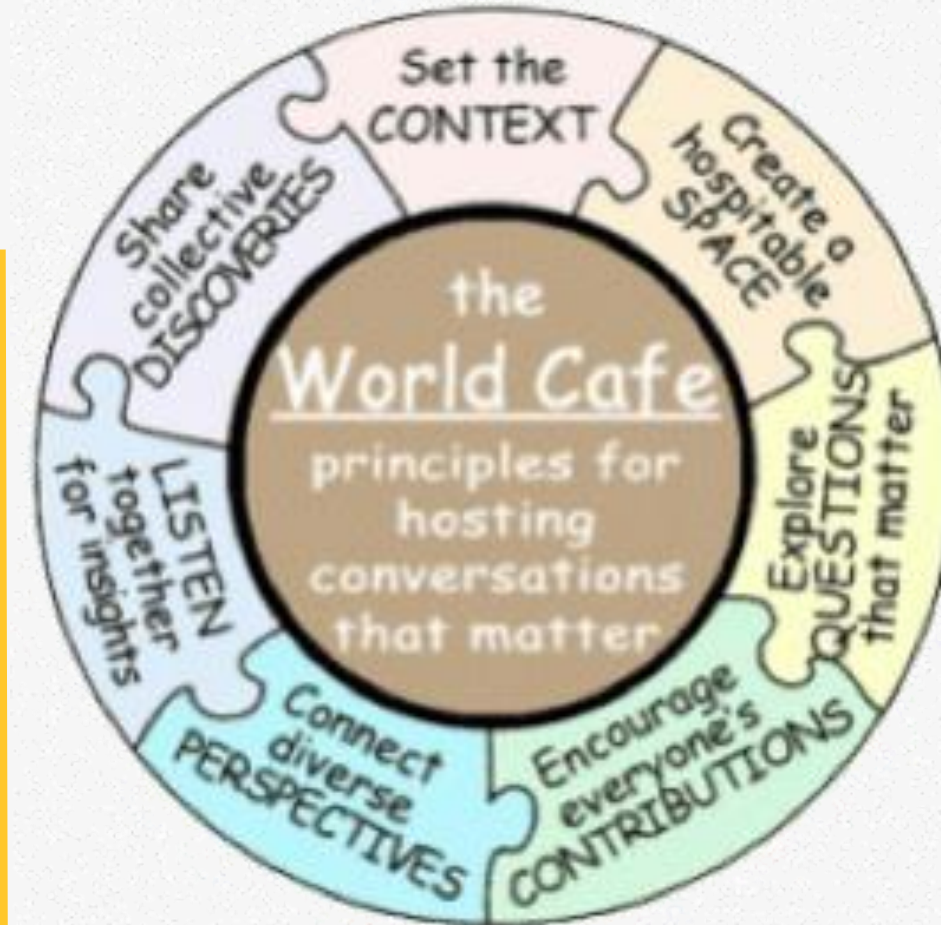 the
World Cafe
principles for
hosting
conversations
that matter
Set the
CONTEXT
Create a
hospitable
SPACE
Explore
QUESTIONS
that matter
Encourage
everyone's
CONTRIBUTIONS
Connect
diverse
PERSPECTIVES
LISTEN
together
for insights
Share
collective
DISCOVERIES